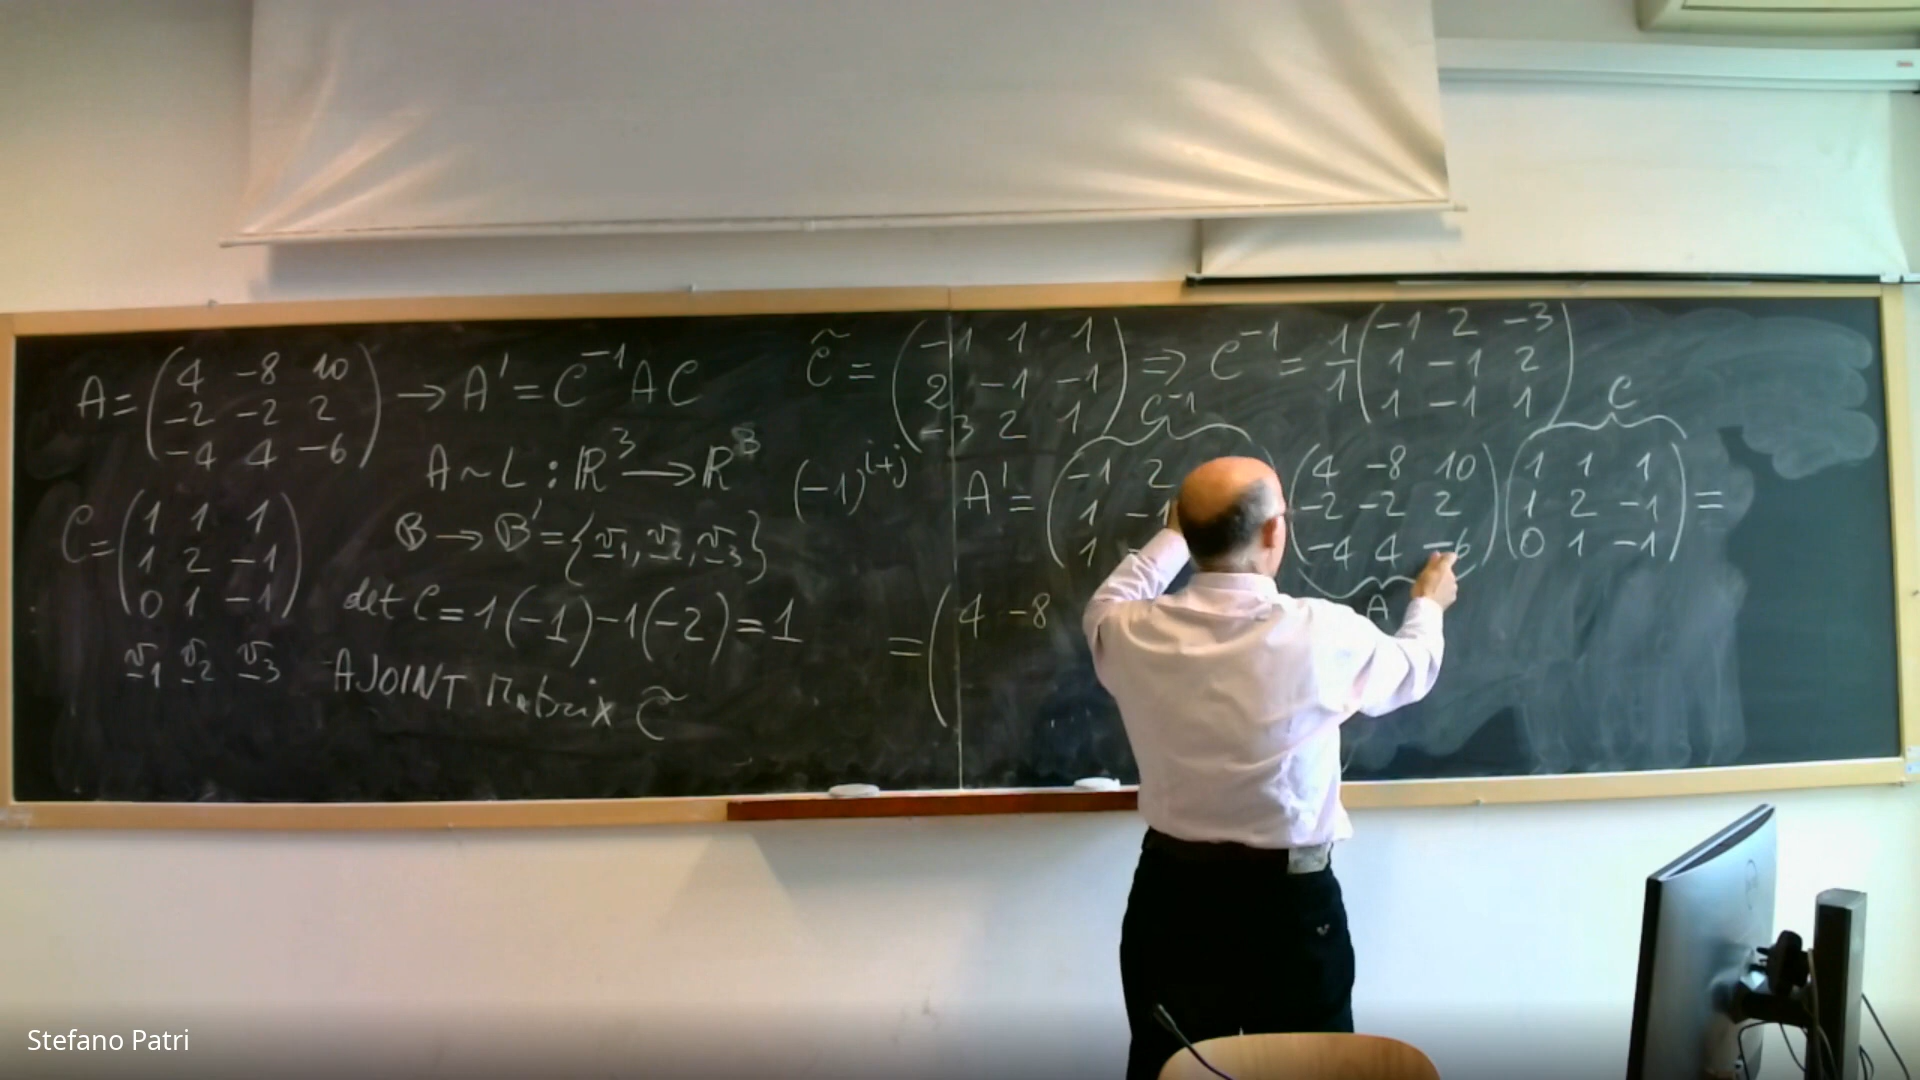 A = ( 4 -8 10 -> A' = C⁻¹ A C
-2 -2 2
-4 4 -6 )
A ~ L : ℝ³ -> ℝ³
C = ( 1 1 1
1 2 -1
0 1 -1 )
v₁ v₂ v₃
B -> B' = {v₁, v₂, v₃}
det C = 1(-1) -1(-2) = 1
AJOINT Matrix C̃
(-1)^{i+j}
C̃ = ( -1 1 1
2 -1 -1
-3 2 1 )
=> C⁻¹ = 1/1 ( -1 2 -3
1 -1 2
1 -1 1 )
C⁻¹
C
A' = ( -1 2 ( 4 -8 10 ) ( 1 1 1 ) =
1 -1 -2 -2 2 1 2 -1
1 -4 4 -6 0 1 -1
A
= ( 4 -8
Stefano Patri